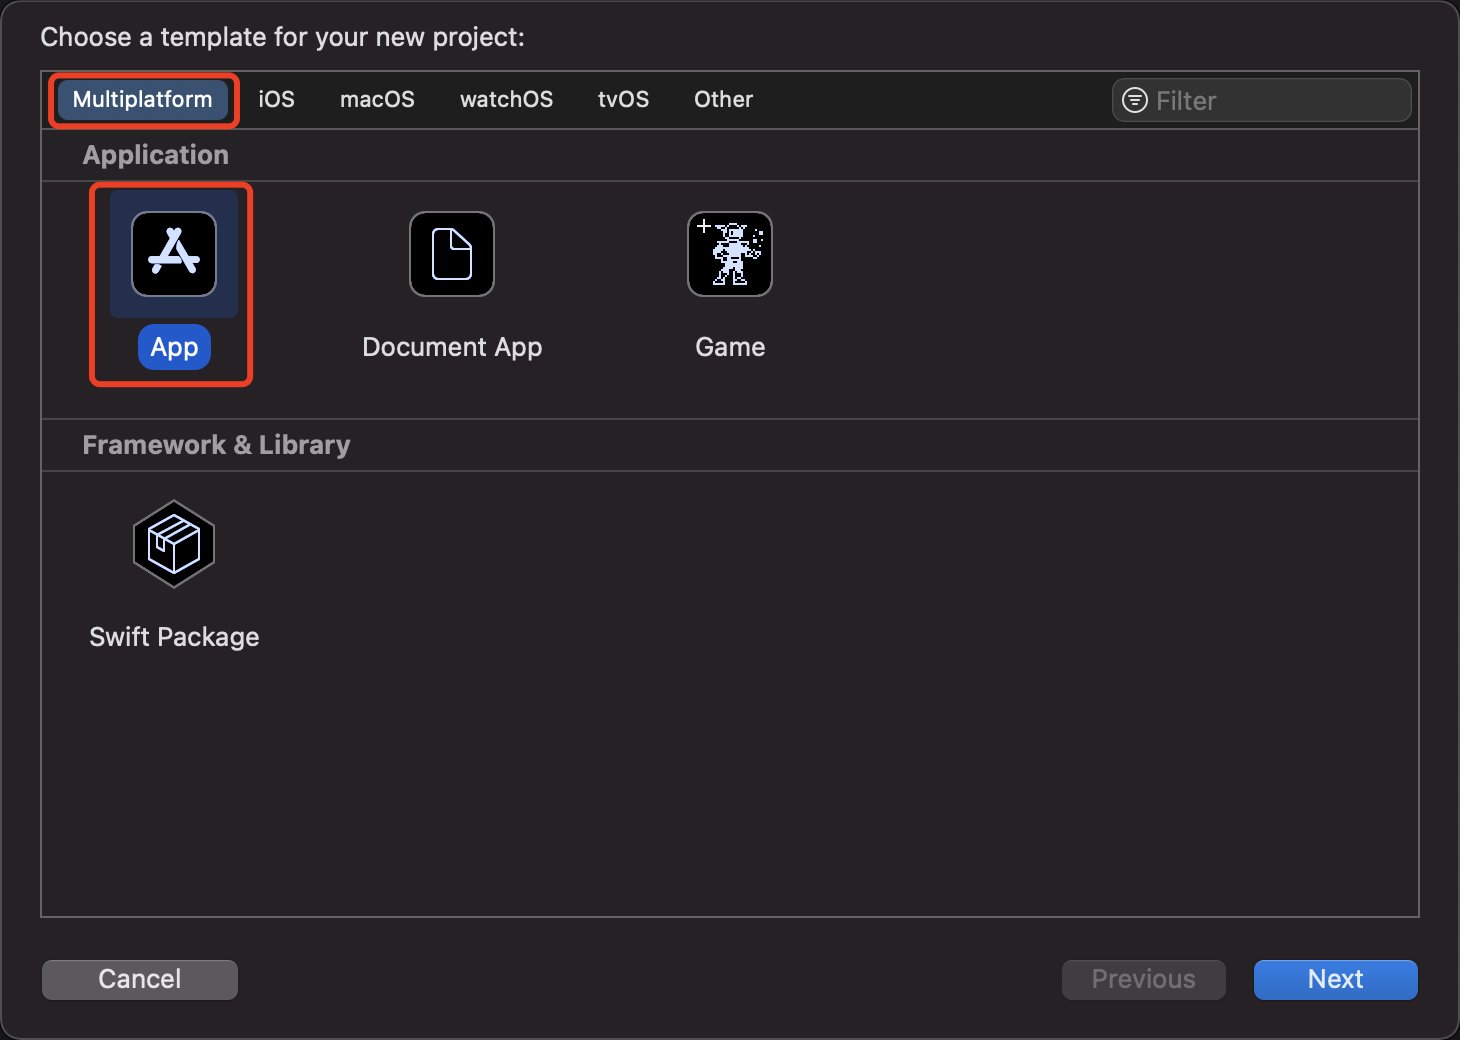 Choose a template for your new project:
Multiplatform iOS macOS watchOS tvOS Other Filter
Application
App Document App Game
Framework & Library
Swift Package
Cancel Previous Next